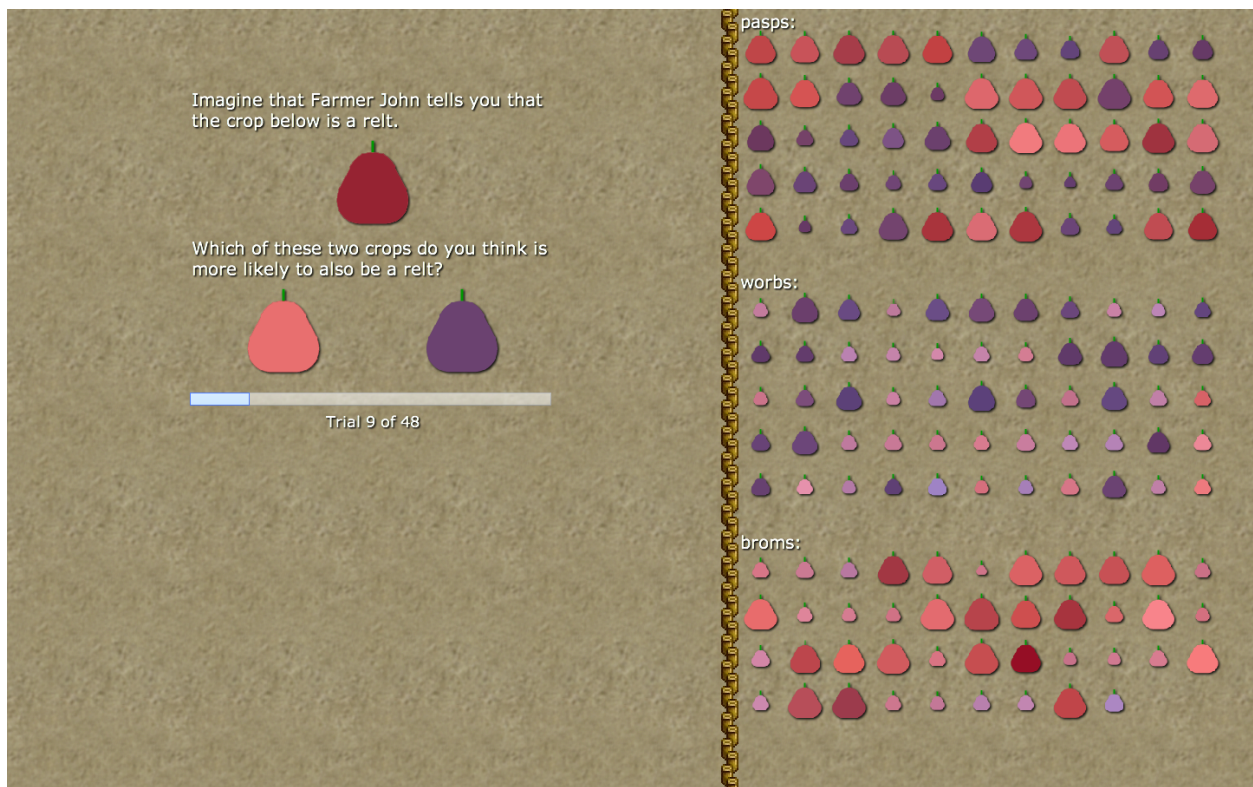 Imagine that Farmer John tells you that
the crop below is a relt.
Which of these two crops do you think is
more likely to also be a relt?
Trial 9 of 48
pasps:
worbs:
broms: